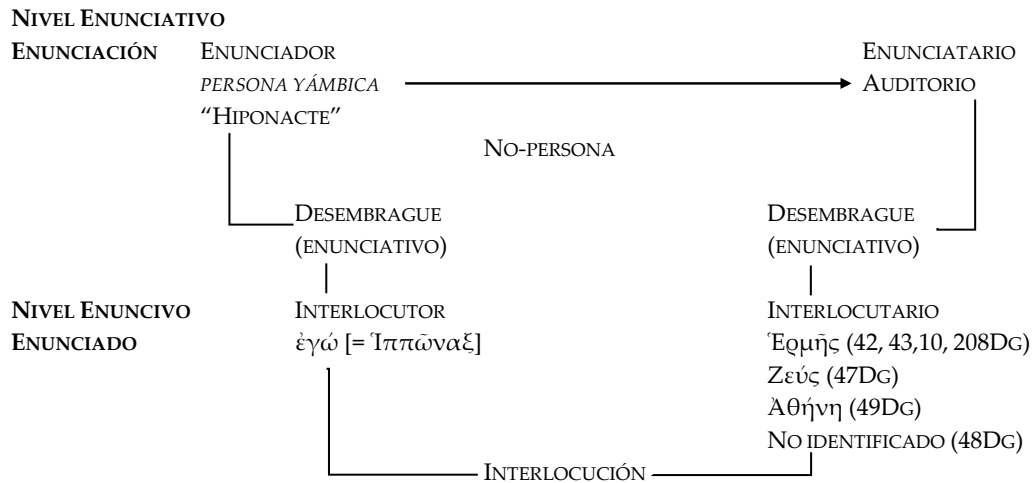 NIVEL ENUNCIATIVO
ENUNCIACIÓN ENUNCIADOR ENUNCIATARIO
PERSONA YÁMBICA AUDITORIO
“HIPONACTE”
NO-PERSONA
DESEMBRAGUE DESEMBRAGUE
(ENUNCIATIVO) (ENUNCIATIVO)
NIVEL ENUNCIVO INTERLOCUTOR INTERLOCUTARIO
ENUNCIADO ἐγώ [= Ἱππῶναξ] Ἑρμῆς (42, 43,10, 208DG)
Ζεύς (47DG)
Ἀθήνη (49DG)
NO IDENTIFICADO (48DG)
INTERLOCUCIÓN